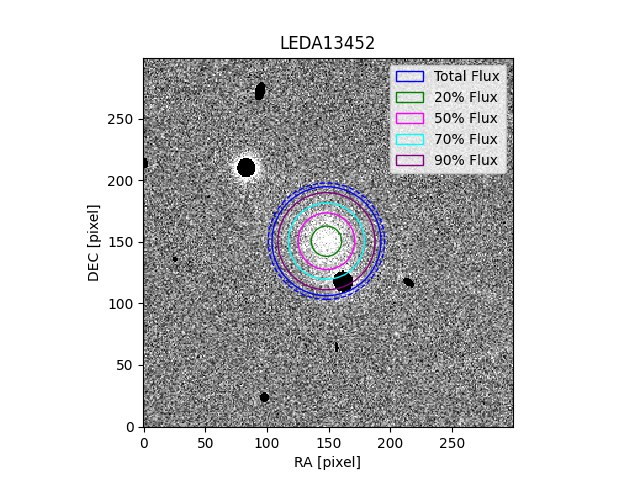 LEDA13452
Total Flux
20% Flux
50% Flux
70% Flux
90% Flux
250
200
150
100
50
0
DEC [pixel]
0 50 100 150 200 250
RA [pixel]